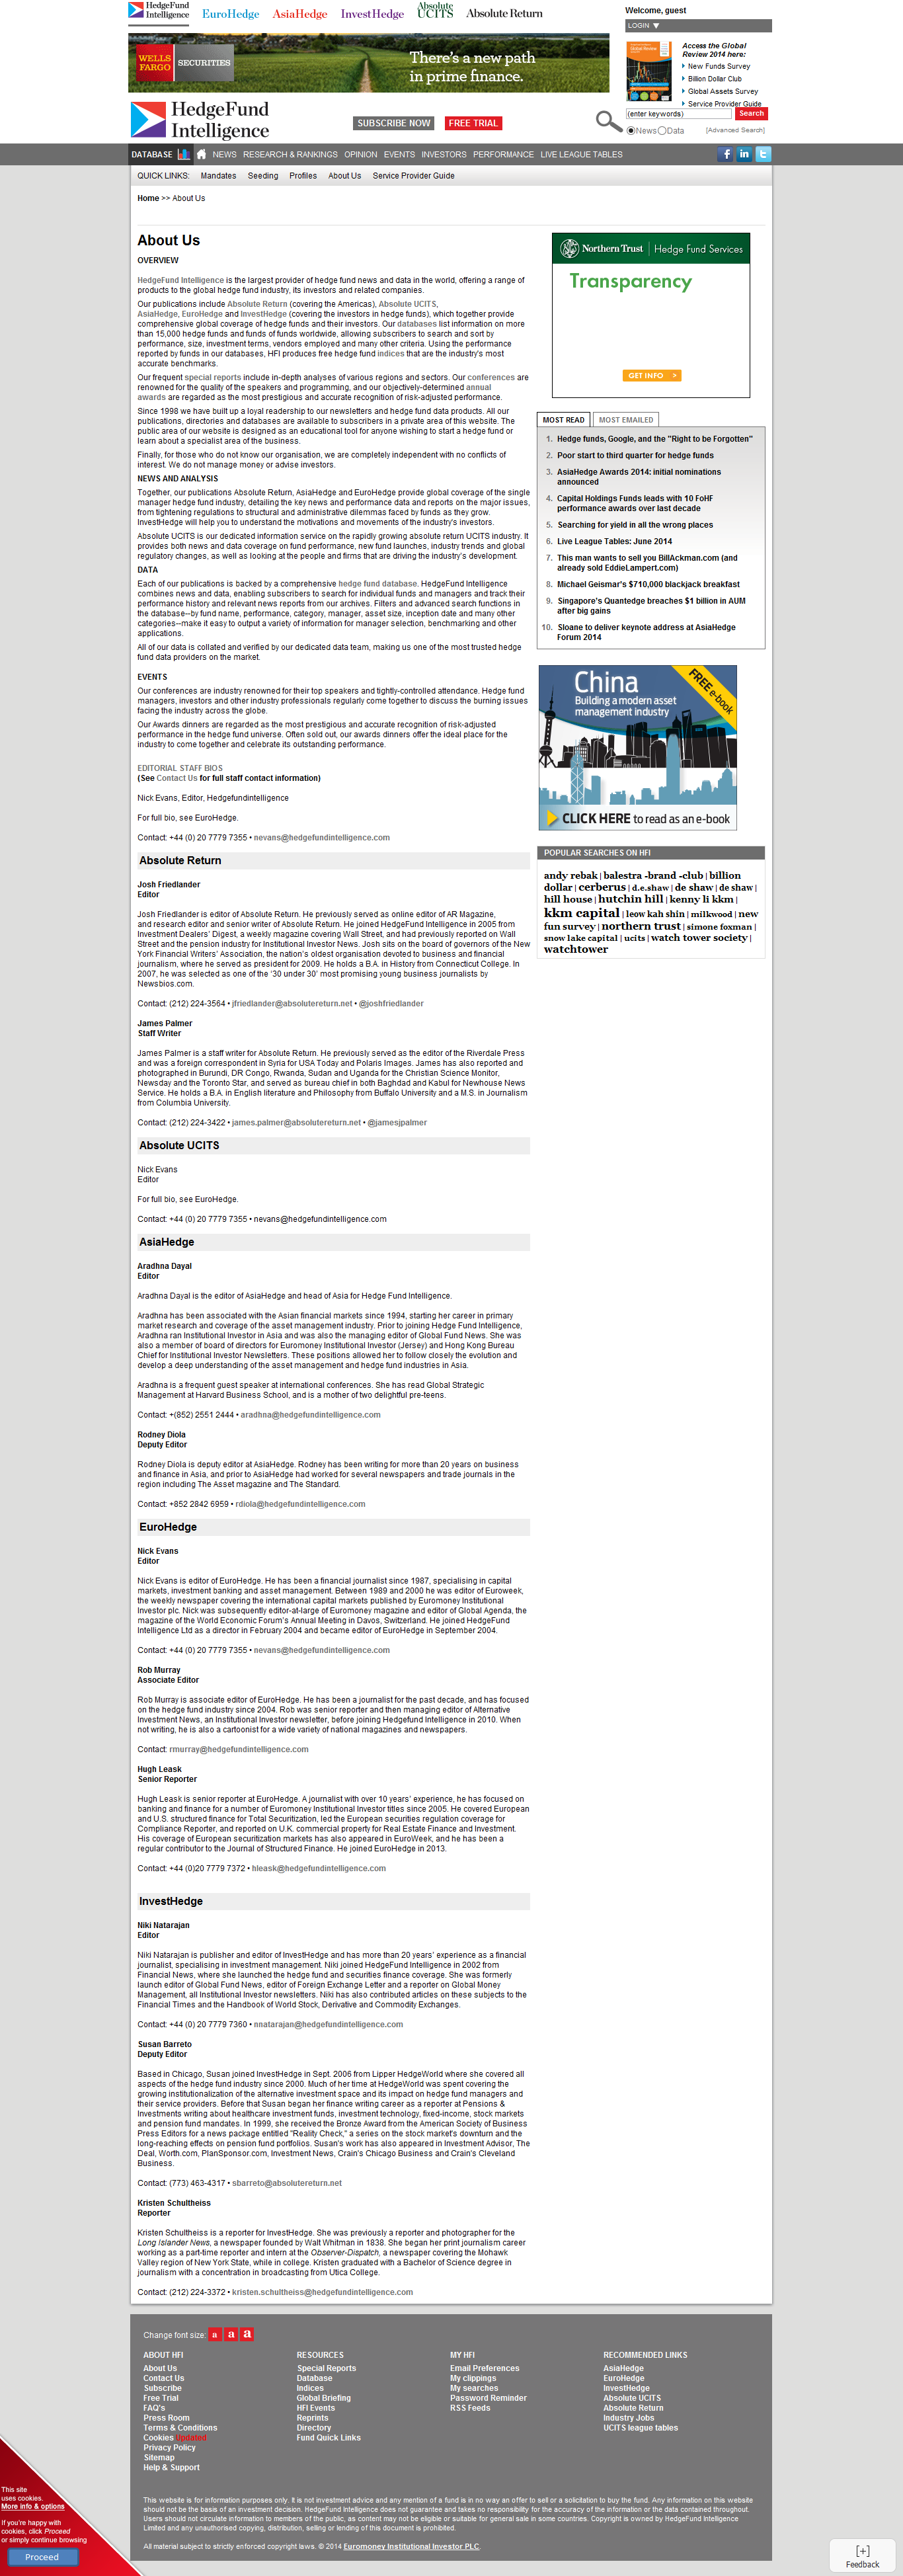 HedgeFund
Intelligence
EuroHedge
AsiaHedge
InvestHedge
Absolute
UCITS
Absolute Return
Welcome, guest
LOGIN
WELLS
FARGO
SECURITIES
There's a new path
in prime finance.
Access the Global
Review 2014 here:
New Funds Survey
Billion Dollar Club
Global Assets Survey
Service Provider Guide
HedgeFund
Intelligence
SUBSCRIBE NOW
FREE TRIAL
(enter keywords)
Search
News Data
[Advanced Search]
DATABASE
NEWS RESEARCH & RANKINGS OPINION EVENTS INVESTORS PERFORMANCE LIVE LEAGUE TABLES
QUICK LINKS: Mandates Seeding Profiles About Us Service Provider Guide
Home >> About Us
About Us
OVERVIEW
HedgeFund Intelligence is the largest provider of hedge fund news and data in the world, offering a range of
products to the global hedge fund industry, its investors and related companies.
Our publications include Absolute Return (covering the Americas), Absolute UCITS,
AsiaHedge, EuroHedge and InvestHedge (covering the investors in hedge funds), which together provide
comprehensive global coverage of hedge funds and their investors. Our databases list information on more
than 15,000 hedge funds and funds of funds worldwide, allowing subscribers to search and sort by
performance, size, investment terms, vendors employed and many other criteria. Using the performance
reported by funds in our databases, HFI produces free hedge fund indices that are the industry's most
accurate benchmarks.
Our frequent special reports include in-depth analyses of various regions and sectors. Our conferences are
renowned for the quality of the speakers and programming, and our objectively-determined annual
awards are regarded as the most prestigious and accurate recognition of risk-adjusted performance.
Since 1998 we have built up a loyal readership to our newsletters and hedge fund data products. All our
publications, directories and databases are available to subscribers in a private area of this website. The
public area of our website is designed as an educational tool for anyone wishing to start a hedge fund or
learn about a specialist area of the business.
Finally, for those who do not know our organisation, we are completely independent with no conflicts of
interest. We do not manage money or advise investors.
NEWS AND ANALYSIS
Together, our publications Absolute Return, AsiaHedge and EuroHedge provide global coverage of the single
manager hedge fund industry, detailing the key news and performance data and reports on the major issues,
from tightening regulations to structural and administrative dilemmas faced by funds as they grow.
InvestHedge will help you to understand the motivations and movements of the industry's investors.
Absolute UCITS is our dedicated information service on the rapidly growing absolute return UCITS industry. It
provides both news and data coverage on fund performance, new fund launches, industry trends and global
regulatory changes, as well as looking at the people and firms that are driving the industry's development.
DATA
Each of our publications is backed by a comprehensive hedge fund database. HedgeFund Intelligence
combines news and data, enabling subscribers to search for individual funds and managers and track their
performance history and relevant news reports from our archives. Filters and advanced search functions in
the database--by fund name, performance, category, manager, asset size, inception date and many other
categories--make it easy to output a variety of information for manager selection, benchmarking and other
applications.
All of our data is collated and verified by our dedicated data team, making us one of the most trusted hedge
fund data providers on the market.
EVENTS
Our conferences are industry renowned for their top speakers and tightly-controlled attendance. Hedge fund
managers, investors and other industry professionals regularly come together to discuss the burning issues
facing the industry across the globe.
Our Awards dinners are regarded as the most prestigious and accurate recognition of risk-adjusted
performance in the hedge fund universe. Often sold out, our awards dinners offer the ideal place for the
industry to come together and celebrate its outstanding performance.
EDITORIAL STAFF BIOS
(See Contact Us for full staff contact information)
Nick Evans, Editor, Hedgefundintelligence
For full bio, see EuroHedge.
Contact: +44 (0) 20 7779 7355 • nevans@hedgefundintelligence.com
Absolute Return
Josh Friedlander
Editor
Josh Friedlander is editor of Absolute Return. He previously served as online editor of AR Magazine,
and research editor and senior writer of Absolute Return. He joined HedgeFund Intelligence in 2005 from
Investment Dealers' Digest, a weekly magazine covering Wall Street, and had previously reported on Wall
Street and the pension industry for Institutional Investor News. Josh sits on the board of governors of the New
York Financial Writers' Association, the nation's oldest organisation devoted to business and financial
journalism, where he served as president for 2009. He holds a B.A. in History from Connecticut College. In
2007, he was selected as one of the '30 under 30' most promising young business journalists by
Newsbios.com.
Contact: (212) 224-3564 • jfriedlander@absolutereturn.net • @joshfriedlander
James Palmer
Staff Writer
James Palmer is a staff writer for Absolute Return. He previously served as the editor of the Riverdale Press
and was a foreign correspondent in Syria for USA Today and Polaris Images. James has also reported and
photographed in Burundi, DR Congo, Rwanda, Sudan and Uganda for the Christian Science Monitor,
Newsday and the Toronto Star, and served as bureau chief in both Baghdad and Kabul for Newhouse News
Service. He holds a B.A. in English literature and Philosophy from Buffalo University and a M.S. in Journalism
from Columbia University.
Contact: (212) 224-3422 • james.palmer@absolutereturn.net • @jamesjpalmer
Absolute UCITS
Nick Evans
Editor
For full bio, see EuroHedge.
Contact: +44 (0) 20 7779 7355 • nevans@hedgefundintelligence.com
AsiaHedge
Aradhna Dayal
Editor
Aradhna Dayal is the editor of AsiaHedge and head of Asia for Hedge Fund Intelligence.
Aradhna has been associated with the Asian financial markets since 1994, starting her career in primary
market research and coverage of the asset management industry. Prior to joining Hedge Fund Intelligence,
Aradhna ran Institutional Investor in Asia and was also the managing editor of Global Fund News. She was
also a member of board of directors for Euromoney Institutional Investor (Jersey) and Hong Kong Bureau
Chief for Institutional Investor Newsletters. These positions allowed her to follow closely the evolution and
develop a deep understanding of the asset management and hedge fund industries in Asia.
Aradhna is a frequent guest speaker at international conferences. She has read Global Strategic
Management at Harvard Business School, and is a mother of two delightful pre-teens.
Contact: +(852) 2551 2444 • aradhna@hedgefundintelligence.com
Rodney Diola
Deputy Editor
Rodney Diola is deputy editor at AsiaHedge. Rodney has been writing for more than 20 years on business
and finance in Asia, and prior to AsiaHedge had worked for several newspapers and trade journals in the
region including The Asset magazine and The Standard.
Contact: +852 2842 6959 • rdiola@hedgefundintelligence.com
EuroHedge
Nick Evans
Editor
Nick Evans is editor of EuroHedge. He has been a financial journalist since 1987, specialising in capital
markets, investment banking and asset management. Between 1989 and 2000 he was editor of Euroweek,
the weekly newspaper covering the international capital markets published by Euromoney Institutional
Investor plc. Nick was subsequently editor-at-large of Euromoney magazine and editor of Global Agenda, the
magazine of the World Economic Forum's Annual Meeting in Davos, Switzerland. He joined HedgeFund
Intelligence Ltd as a director in February 2004 and became editor of EuroHedge in September 2004.
Contact: +44 (0) 20 7779 7355 • nevans@hedgefundintelligence.com
Rob Murray
Associate Editor
Rob Murray is associate editor of EuroHedge. He has been a journalist for the past decade, and has focused
on the hedge fund industry since 2004. Rob was senior reporter and then managing editor of Alternative
Investment News, an Institutional Investor newsletter, before joining Hedgefund Intelligence in 2010. When
not writing, he is also a cartoonist for a wide variety of national magazines and newspapers.
Contact: rmurray@hedgefundintelligence.com
Hugh Leask
Senior Reporter
Hugh Leask is senior reporter at EuroHedge. A journalist with over 10 years' experience, he has focused on
banking and finance for a number of Euromoney Institutional Investor titles since 2005. He covered European
and U.S. structured finance for Total Securitization, led the European securities regulation coverage for
Compliance Reporter, and reported on U.K. commercial property for Real Estate Finance and Investment.
His coverage of European securitization markets has also appeared in EuroWeek, and he has been a
regular contributor to the Journal of Structured Finance. He joined EuroHedge in 2013.
Contact: +44 (0)20 7779 7372 • hleask@hedgefundintelligence.com
InvestHedge
Niki Natarajan
Editor
Niki Natarajan is publisher and editor of InvestHedge and has more than 20 years' experience as a financial
journalist, specialising in investment management. Niki joined HedgeFund Intelligence in 2002 from
Financial News, where she launched the hedge fund and securities finance coverage. She was formerly
launch editor of Global Fund News, editor of Foreign Exchange Letter and a reporter on Global Money
Management, all Institutional Investor newsletters. Niki has also contributed articles on these subjects to the
Financial Times and the Handbook of World Stock, Derivative and Commodity Exchanges.
Contact: +44 (0) 20 7779 7360 • nnatarajan@hedgefundintelligence.com
Susan Barreto
Deputy Editor
Based in Chicago, Susan joined InvestHedge in Sept. 2006 from Lipper HedgeWorld where she covered all
aspects of the hedge fund industry since 2000. Much of her time at HedgeWorld was spent covering the
growing institutionalization of the alternative investment space and its impact on hedge fund managers and
their service providers. Before that Susan began her finance writing career as a reporter at Pensions &
Investments writing about healthcare investment funds, investment technology, fixed-income, stock markets
and pension fund mandates. In 1999, she received the Bronze Award from the American Society of Business
Press Editors for a news package entitled "Reality Check," a series on the stock market's downturn and the
long-reaching effects on pension fund portfolios. Susan's work has also appeared in Investment Advisor, The
Deal, Worth.com, PlanSponsor.com, Investment News, Crain's Chicago Business and Crain's Cleveland
Business.
Contact: (773) 463-4317 • sbarreto@absolutereturn.net
Kristen Schultheiss
Reporter
Kristen Schultheiss is a reporter for InvestHedge. She was previously a reporter and photographer for the
Long Islander News, a newspaper founded by Walt Whitman in 1838. She began her print journalism career
working as a part-time reporter and intern at the Observer-Dispatch, a newspaper covering the Mohawk
Valley region of New York State, while in college. Kristen graduated with a Bachelor of Science degree in
journalism with a concentration in broadcasting from Utica College.
Contact: (212) 224-3372 • kristen.schultheiss@hedgefundintelligence.com
Northern Trust
Hedge Fund Services
Transparency
GET INFO >
MOST READ
MOST EMAILED
1. Hedge funds, Google, and the "Right to be Forgotten"
2. Poor start to third quarter for hedge funds
3. AsiaHedge Awards 2014: initial nominations
announced
4. Capital Holdings Funds leads with 10 FoHF
performance awards over last decade
5. Searching for yield in all the wrong places
6. Live League Tables: June 2014
7. This man wants to sell you BillAckman.com (and
already sold EddieLampert.com)
8. Michael Geismar's $710,000 blackjack breakfast
9. Singapore's Quantedge breaches $1 billion in AUM
after big gains
10. Sloane to deliver keynote address at AsiaHedge
Forum 2014
China
Building a modern asset
management industry
FREE
e-book
CLICK HERE to read as an e-book
POPULAR SEARCHES ON HFI
andy rebak | balestra -brand -club | billion
dollar | cerberus | d.e.shaw | de shaw | de shaw |
hill house | hutchin hill | kenny li kkm |
kkm capital | leow kah shin | milkwood | new
fun survey | northern trust | simone foxman |
snow lake capital | ucits | watch tower society |
watchtower
Change font size: a a a
ABOUT HFI
About Us
Contact Us
Subscribe
Free Trial
FAQ's
Press Room
Terms & Conditions
Cookies Updated
Privacy Policy
Sitemap
Help & Support
RESOURCES
Special Reports
Database
Indices
Global Briefing
HFI Events
Reprints
Directory
Fund Quick Links
MY HFI
Email Preferences
My clippings
My searches
Password Reminder
RSS Feeds
RECOMMENDED LINKS
AsiaHedge
EuroHedge
InvestHedge
Absolute UCITS
Absolute Return
Industry Jobs
UCITS league tables
This website is for information purposes only. It is not investment advice and any mention of a fund is in no way an offer to sell or a solicitation to buy the fund. Any information on this website
should not be the basis of an investment decision. HedgeFund Intelligence does not guarantee and takes no responsibility for the accuracy of the information or the data contained throughout.
Users should not circulate information to members of the public, as content may not be eligible or suitable for general sale in some countries. Copyright is owned by HedgeFund Intelligence
Limited and any unauthorised copying, distribution, selling or lending of this document is prohibited.
All material subject to strictly enforced copyright laws. © 2014 Euromoney Institutional Investor PLC.
This site
uses cookies.
More info & options
If you're happy with
cookies, click Proceed
or simply continue browsing
Proceed
[+]
Feedback